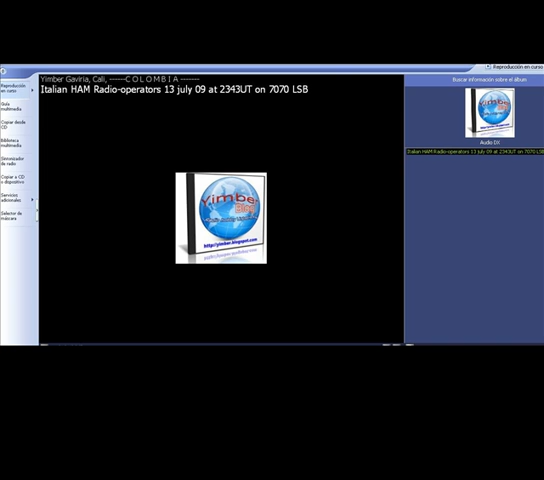 Reproducción en curso
Yimber Gaviria, Cali, ------C O L O M B I A -------
Italian HAM Radio-operators 13 july 09 at 2343UT on 7070 LSB
Reproducción
en curso
Guía
multimedia
Copiar desde
CD
Biblioteca
multimedia
Sintonizador
de radio
Copiar a CD
o dispositivo
Servicios
adicionales
Selector de
máscara
Yimber
Blog
http://yimber.blogspot.com
Buscar información sobre el álbum
Yimber
Audio DX
Italian HAM Radio-operators 13 july 09 at 2343UT on 7070 LSB